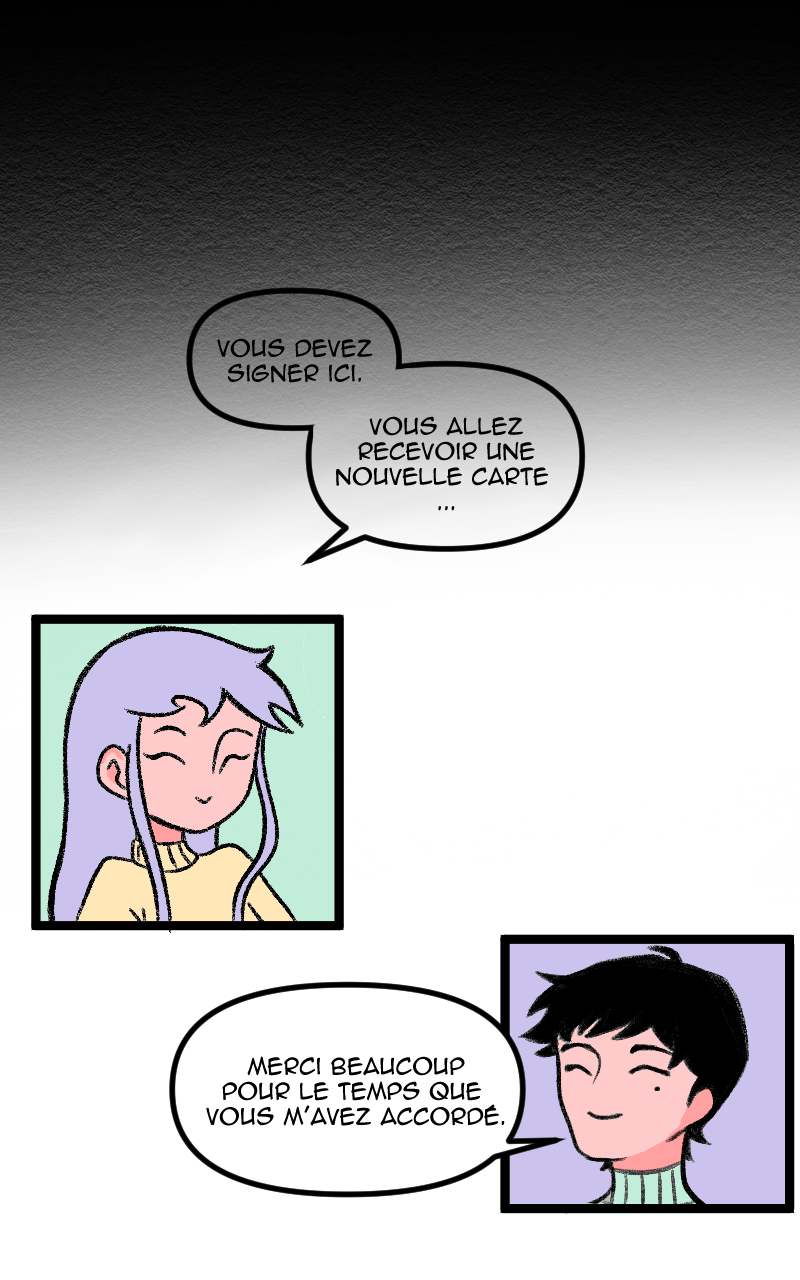 VOUS DEVEZ
SIGNER ICI.
VOUS ALLEZ
RECEVOIR UNE
NOUVELLE CARTE
...
MERCI BEAUCOUP
POUR LE TEMPS QUE
VOUS M'AVEZ ACCORDÉ.